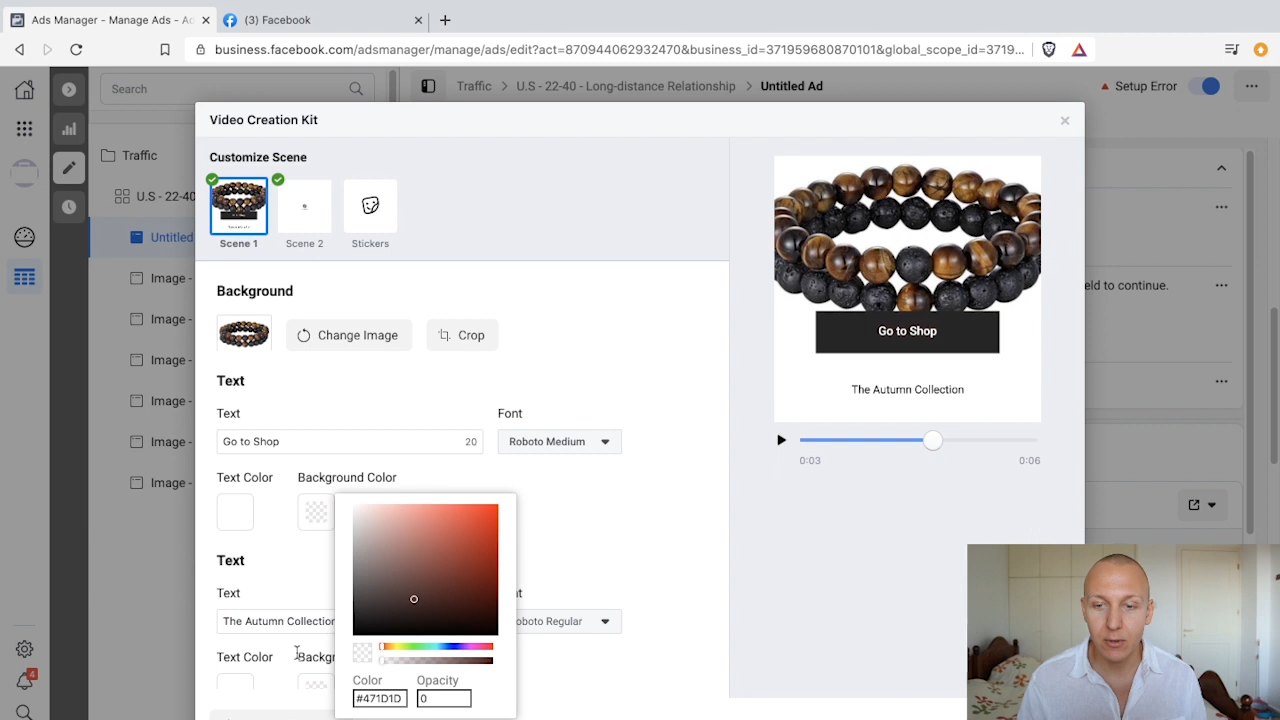 Ads Manager - Manage Ads - Ac
(3) Facebook
business.facebook.com/adsmanager/manage/ads/edit?act=870944062932470&business_id=371959680870101&global_scope_id=3719...
Search
Traffic
U.S - 22-40 - Long-distance Relationship
Untitled Ad
Setup Error
Video Creation Kit
Customize Scene
Traffic
U.S - 22-40
Untitled
Image -
Image -
Image -
Image -
Image -
Image -
Scene 1
Scene 2
Stickers
Background
Change Image
Crop
Text
Text
Font
Go to Shop
20
Roboto Medium
Text Color
Background Color
Text
Text
The Autumn Collection
Roboto Regular
Text Color
Backgr
Color
Opacity
#471D1D
0
Go to Shop
The Autumn Collection
0:03
0:06
eld to continue.
4